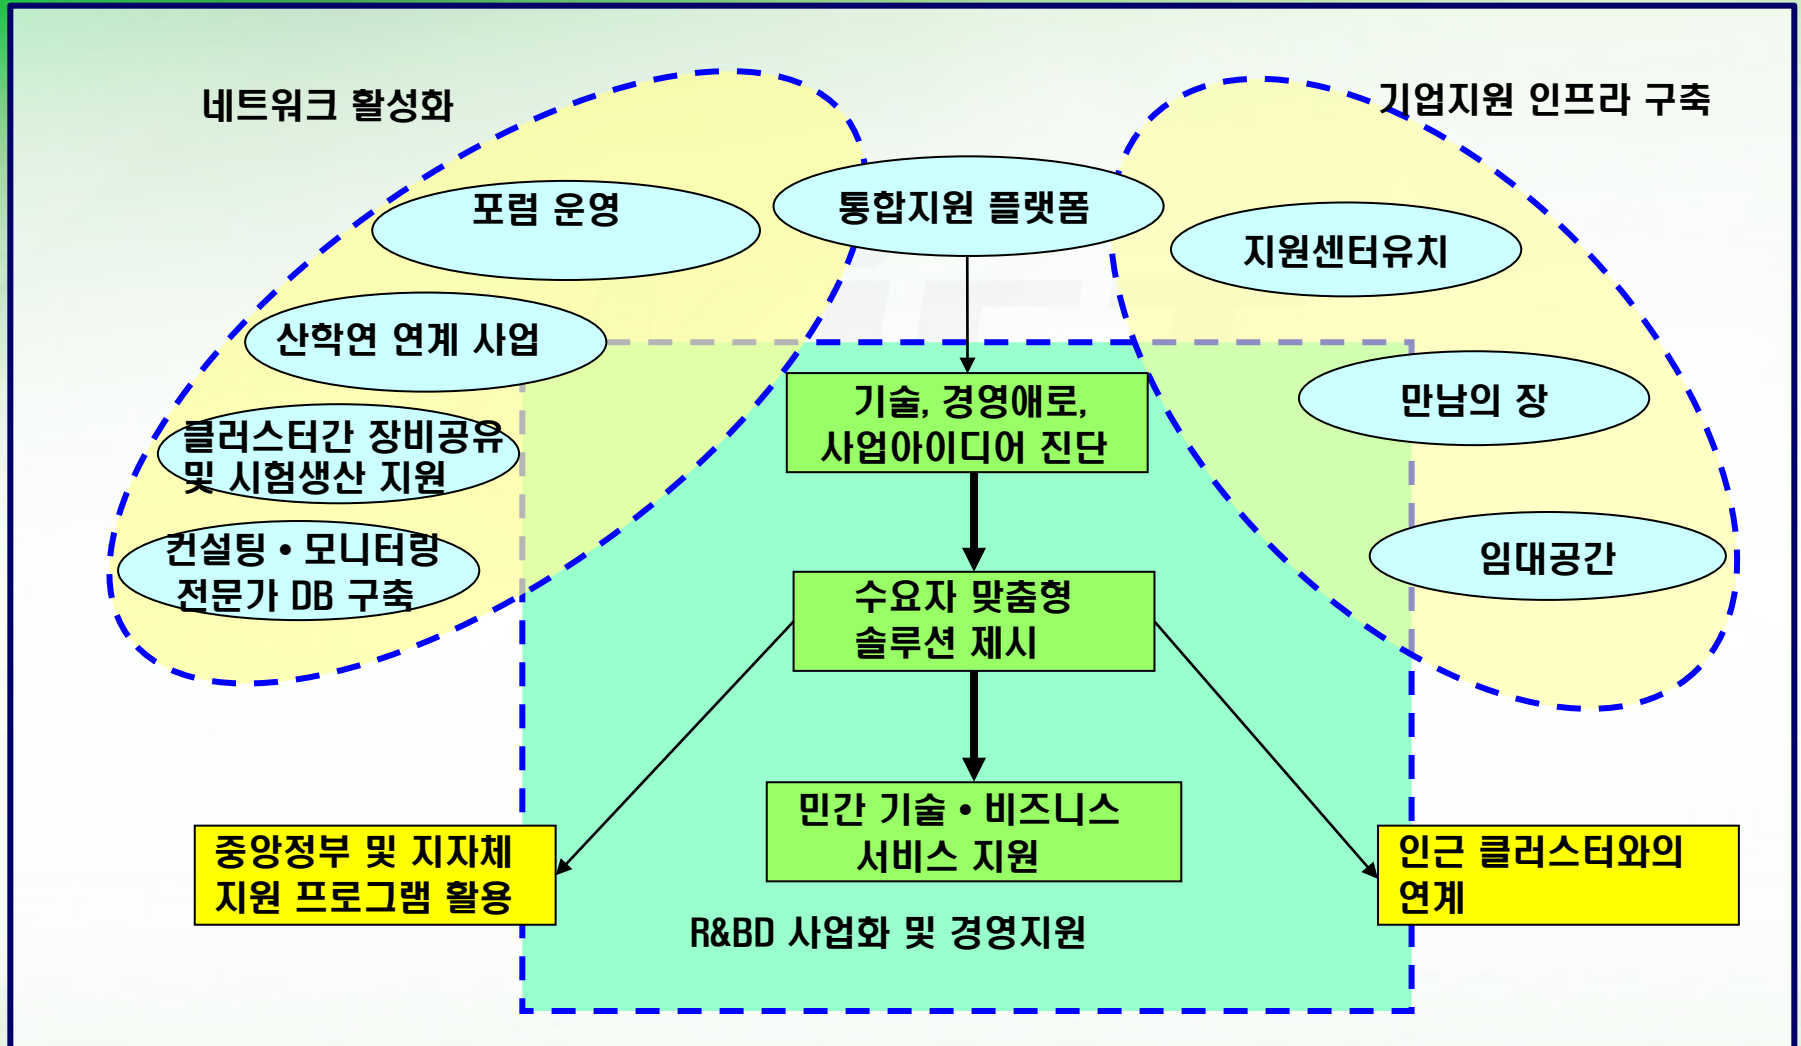 네트워크 활성화
기업지원 인프라 구축
포럼 운영
통합지원 플랫폼
지원센터유치
산학연 연계 사업
기술, 경영애로,
사업아이디어 진단
만남의 장
클러스터간 장비공유
및 시험생산 지원
컨설팅 • 모니터링
전문가 DB 구축
임대공간
수요자 맞춤형
솔루션 제시
민간 기술 • 비즈니스
서비스 지원
중앙정부 및 지자체
지원 프로그램 활용
인근 클러스터와의
연계
R&BD 사업화 및 경영지원